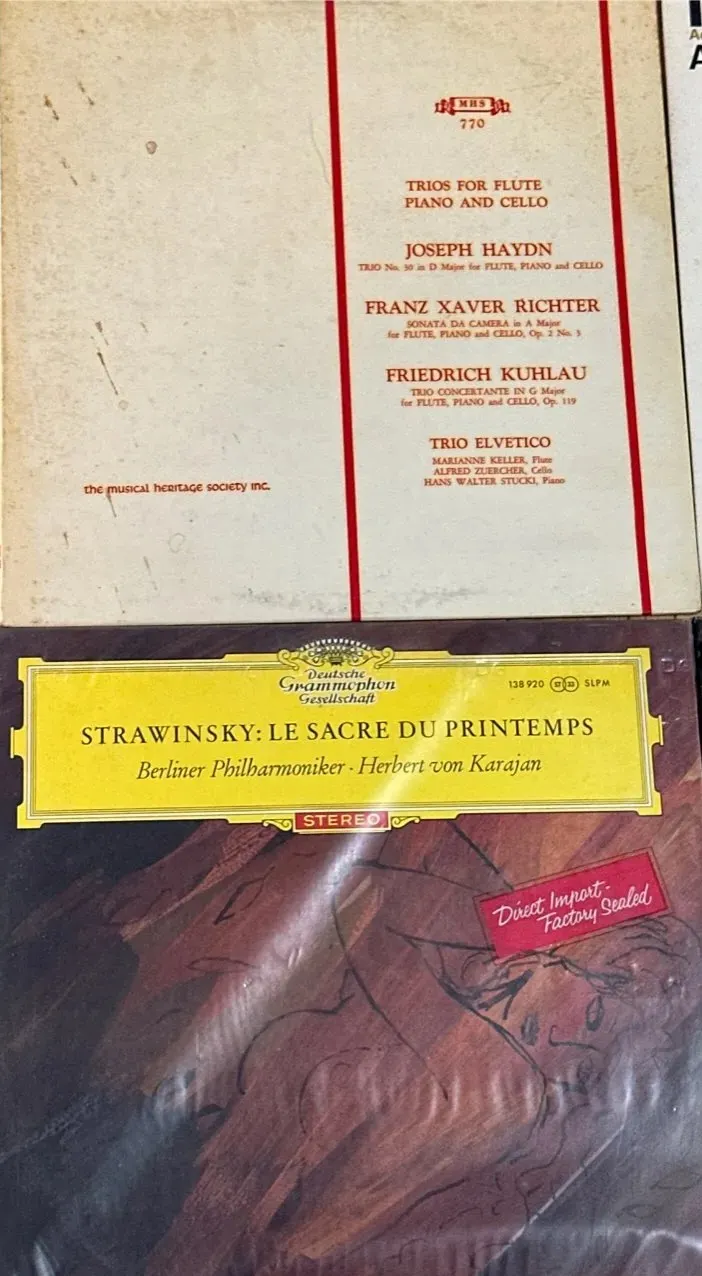 MHS
770
TRIOS FOR FLUTE
PIANO AND CELLO
JOSEPH HAYDN
TRIO No. 30 in D Major for FLUTE, PIANO and CELLO
FRANZ XAVER RICHTER
SONATA DA CAMERA in A Major
for FLUTE, PIANO and CELLO, Op. 2 No. 3
FRIEDRICH KUHLAU
TRIO CONCERTANTE IN G Major
for FLUTE, PIANO and CELLO, Op. 119
TRIO ELVETICO
MARIANNE KELLER, Flute
ALFRED ZUERCHER, Cello
HANS WALTER STUCKI, Piano
the musical heritage society inc.
Deutsche
Grammophon
Gesellschaft
138 920 57 33 SLPM
STRAWINSKY: LE SACRE DU PRINTEMPS
Berliner Philharmoniker · Herbert von Karajan
STEREO
Direct Import-
Factory Sealed